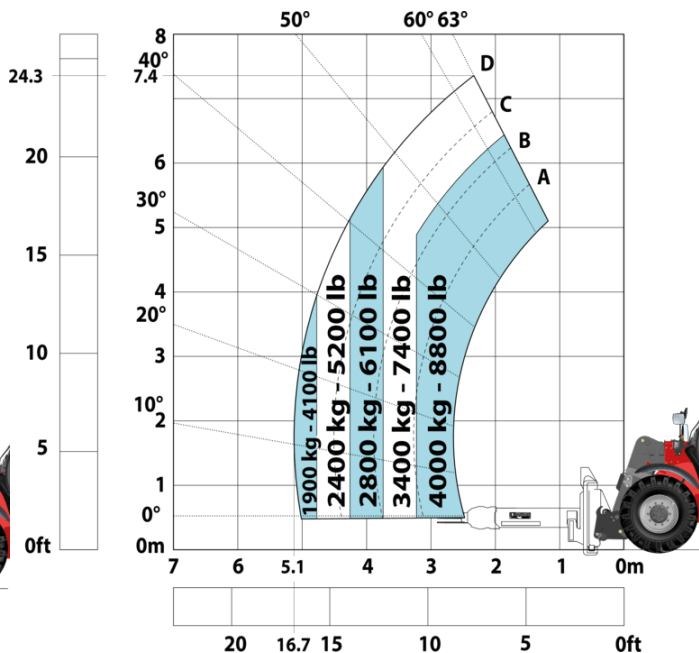 50° 60° 63°
8
40°
D
24.3
7.4
C
B
20
6
A
30°
5
15
4
20°
10
3
10°
2
5
1
0°
0ft
0m
1900 kg - 4100 lb
2400 kg - 5200 lb
2800 kg - 6100 lb
3400 kg - 7400 lb
4000 kg - 8800 lb
7 6 5.1 4 3 2 1 0m
20 16.7 15 10 5 0ft